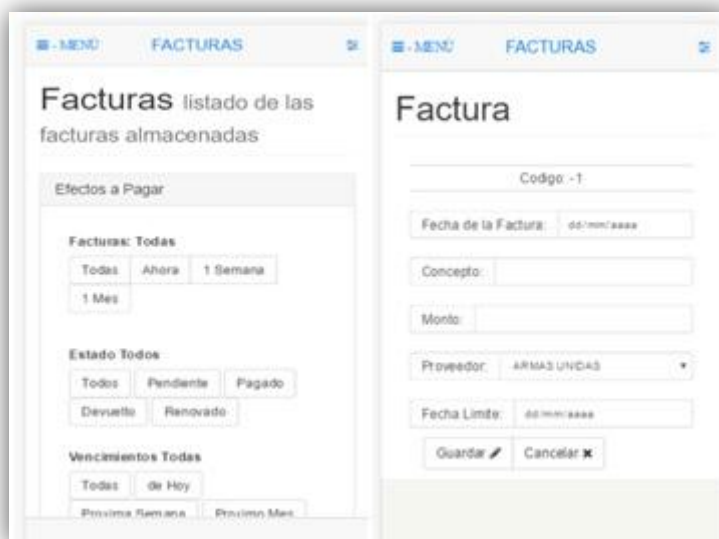 - MENÚ FACTURAS
Facturas listado de las
facturas almacenadas
Efectos a Pagar
Facturas: Todas
Todas Ahora 1 Semana
1 Mes
Estado Todos
Todos Pendiente Pagado
Devuelto Renovado
Vencimientos Todas
Todas de Hoy
Proxima Semana Proximo Mes
- MENÚ FACTURAS
Factura
Codigo: -1
Fecha de la Factura: dd/mm/aaaa
Concepto:
Monto:
Proveedor: ARMAS UNIDAS
Fecha Limite: dd/mm/aaaa
Guardar Cancelar